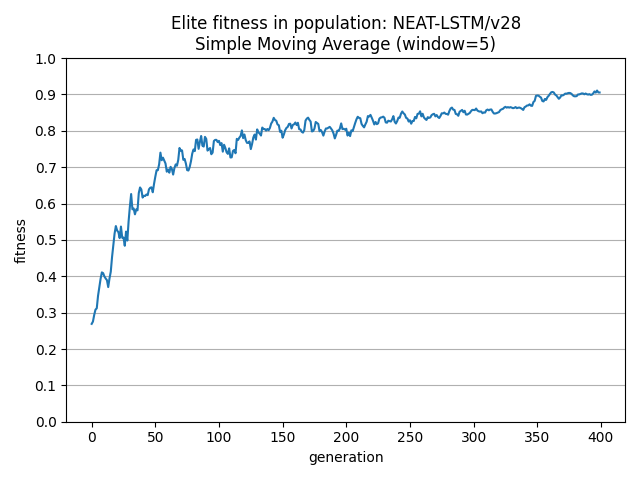 Elite fitness in population: NEAT-LSTM/v28
Simple Moving Average (window=5)
1.0
0.9
0.8
0.7
0.6
0.5
0.4
0.3
0.2
0.1
0.0
fitness
0 50 100 150 200 250 300 350 400
generation